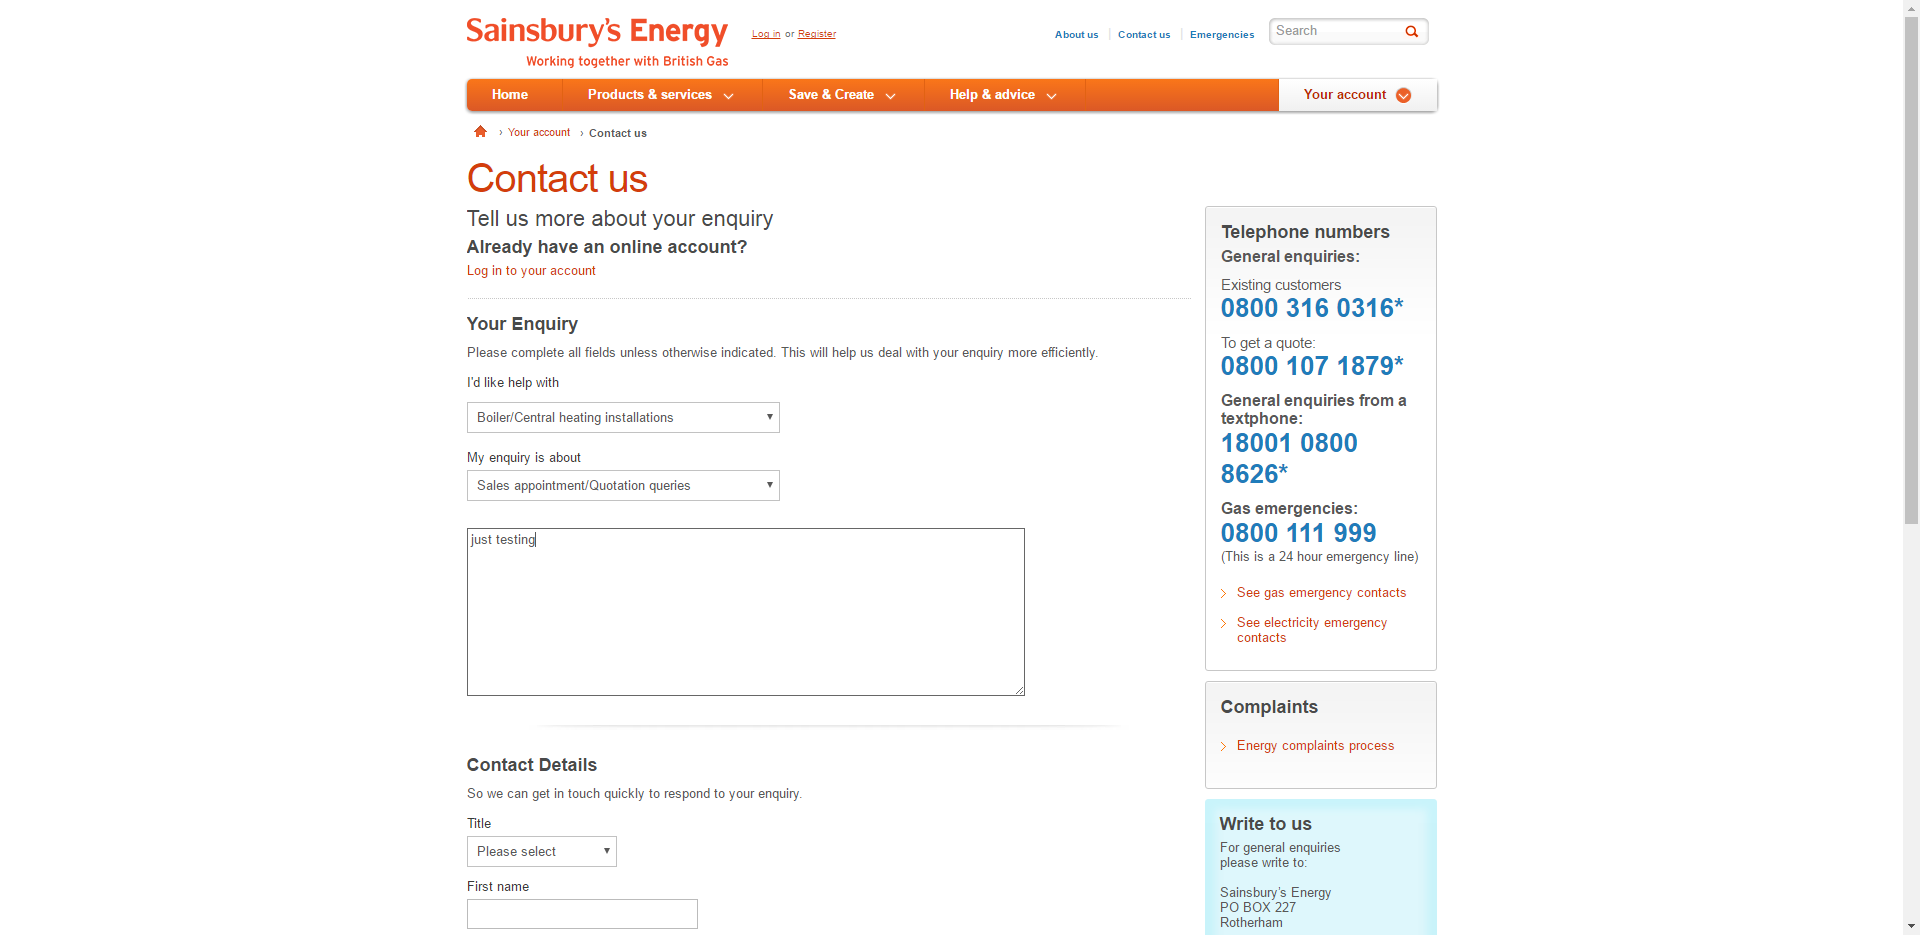 Sainsbury's Energy
Working together with British Gas
Log in or Register
About us
Contact us
Emergencies
Search
Home
Products & services
Save & Create
Help & advice
Your account
› Your account › Contact us
Contact us
Tell us more about your enquiry
Already have an online account?
Log in to your account
Your Enquiry
Please complete all fields unless otherwise indicated. This will help us deal with your enquiry more efficiently.
I'd like help with
Boiler/Central heating installations
My enquiry is about
Sales appointment/Quotation queries
just testing
Contact Details
So we can get in touch quickly to respond to your enquiry.
Title
Please select
First name
Telephone numbers
General enquiries:
Existing customers
0800 316 0316*
To get a quote:
0800 107 1879*
General enquiries from a
textphone:
18001 0800
8626*
Gas emergencies:
0800 111 999
(This is a 24 hour emergency line)
See gas emergency contacts
See electricity emergency
contacts
Complaints
Energy complaints process
Write to us
For general enquiries
please write to:
Sainsbury's Energy
PO BOX 227
Rotherham